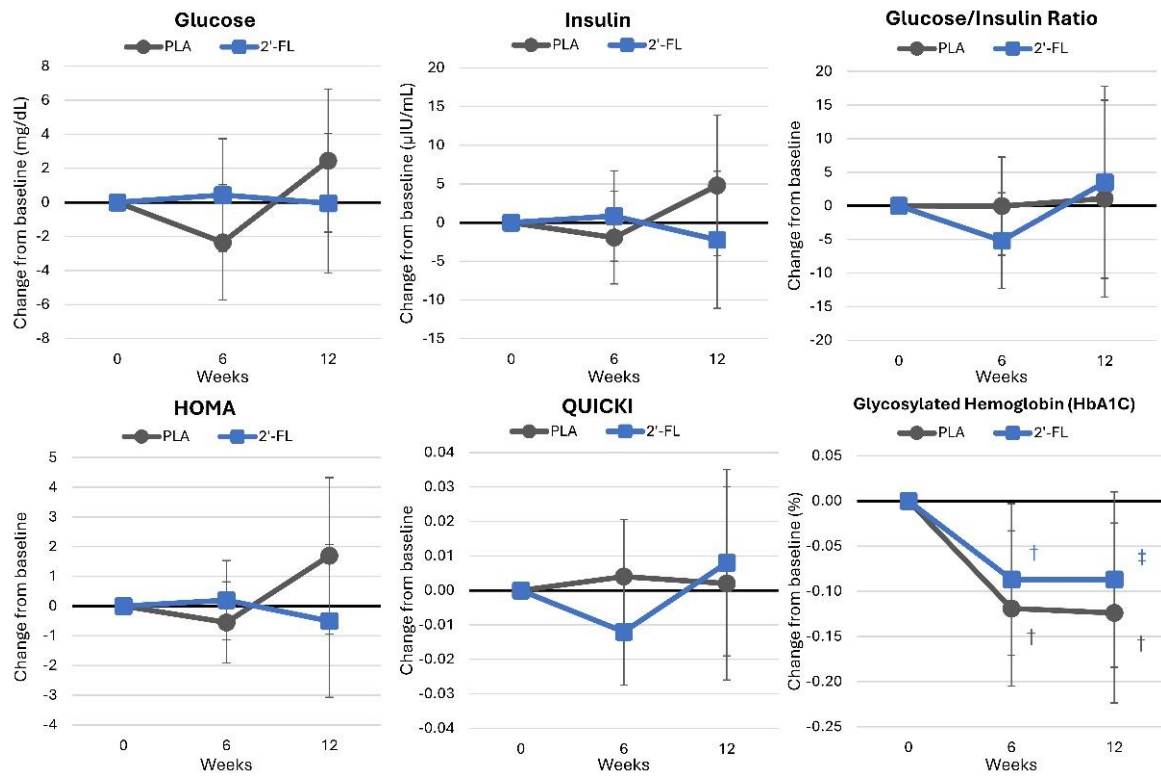 Glucose
PLA 2'-FL
Change from baseline (mg/dL)
8
6
4
2
0
-2
-4
-6
-8
0 6 12
Weeks
Insulin
PLA 2'-FL
Change from baseline (µIU/mL)
20
15
10
5
0
-5
-10
-15
0 6 12
Weeks
Glucose/Insulin Ratio
PLA 2'-FL
Change from baseline
20
15
10
5
0
-5
-10
-15
-20
0 6 12
Weeks
HOMA
PLA 2'-FL
Change from baseline
5
4
3
2
1
0
-1
-2
-3
-4
0 6 12
Weeks
QUICKI
PLA 2'-FL
Change from baseline
0.04
0.03
0.02
0.01
0.00
-0.01
-0.02
-0.03
-0.04
0 6 12
Weeks
Glycosylated Hemoglobin (HbA1C)
PLA 2'-FL
Change from baseline (%)
0.05
0.00
-0.05
-0.10
-0.15
-0.20
-0.25
† ‡
† †
0 6 12
Weeks